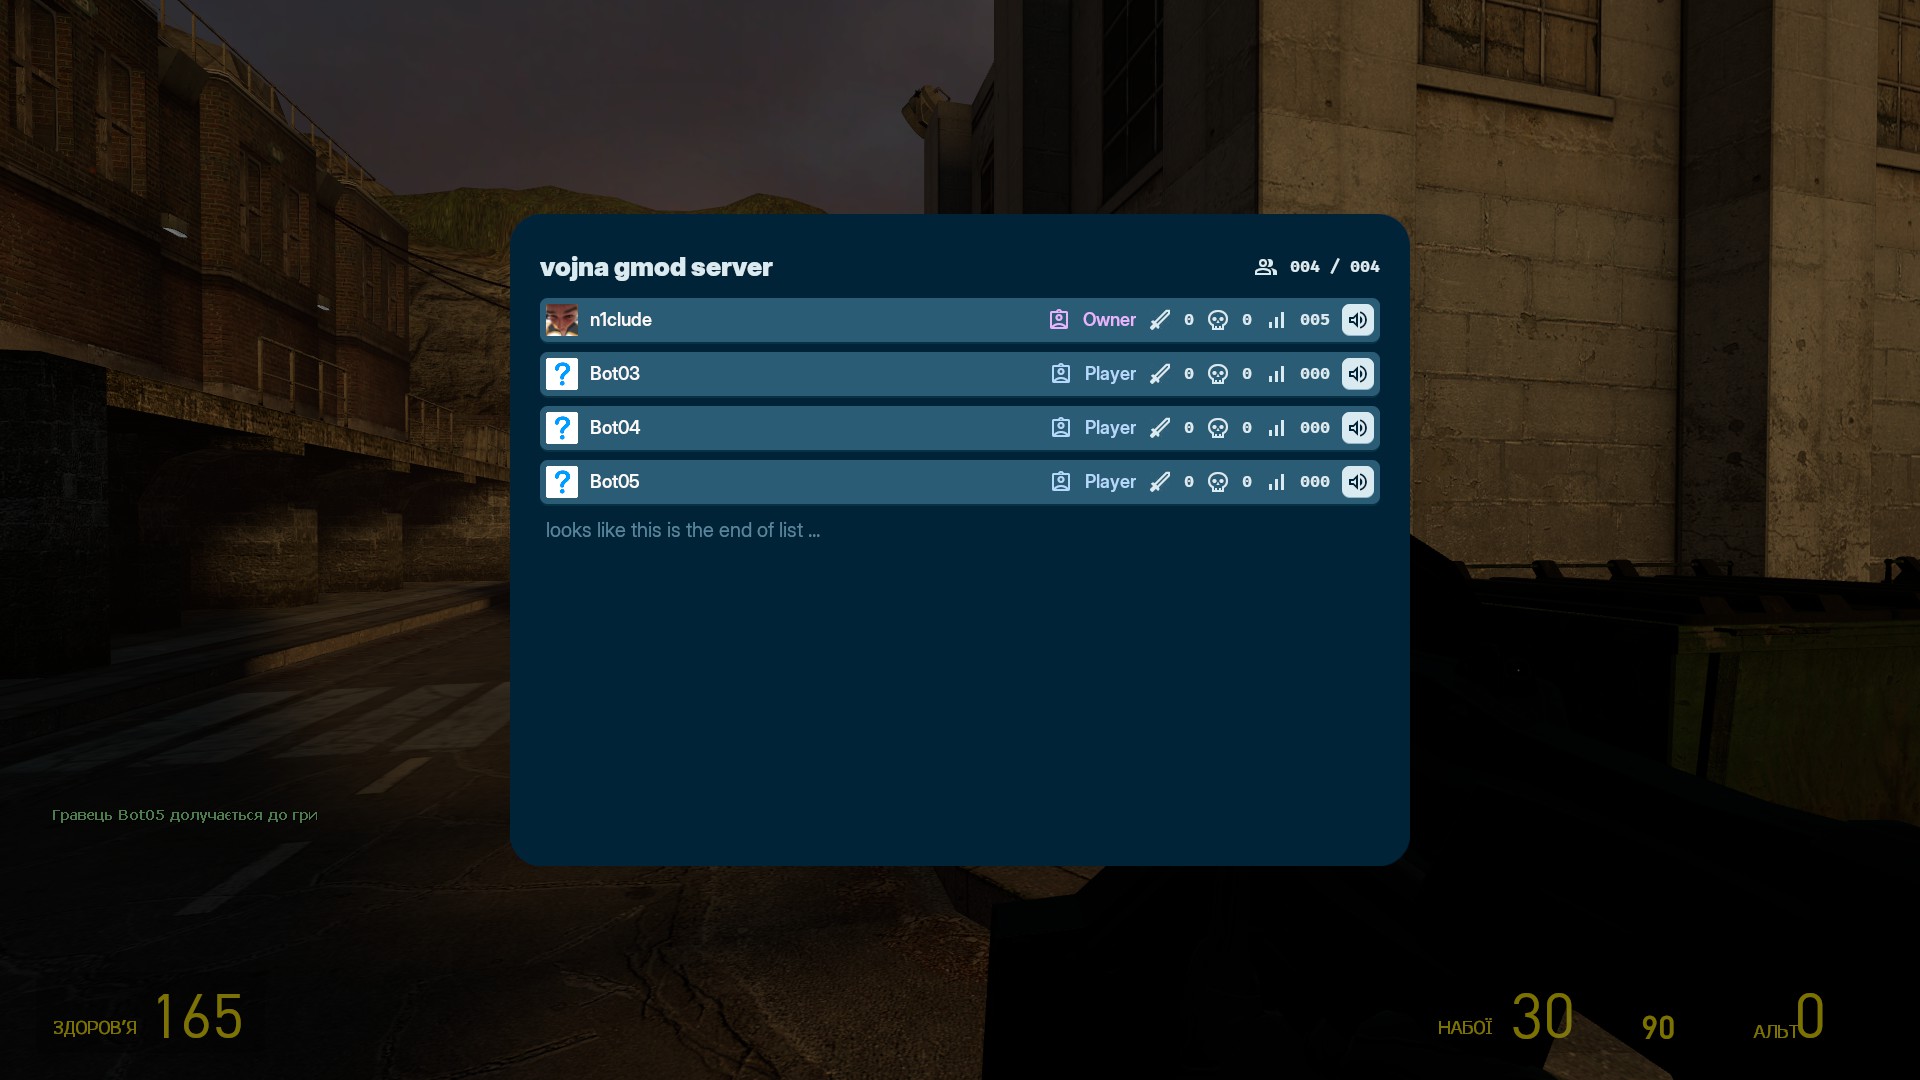 vojna gmod server 004 / 004
n1clude Owner 0 0 005
? Bot03 Player 0 0 000
? Bot04 Player 0 0 000
? Bot05 Player 0 0 000
looks like this is the end of list ...
Гравець Bot05 долучається до гри
ЗДОРОВ'Я 165
НАБОЇ 30 90 АЛЬТ 0